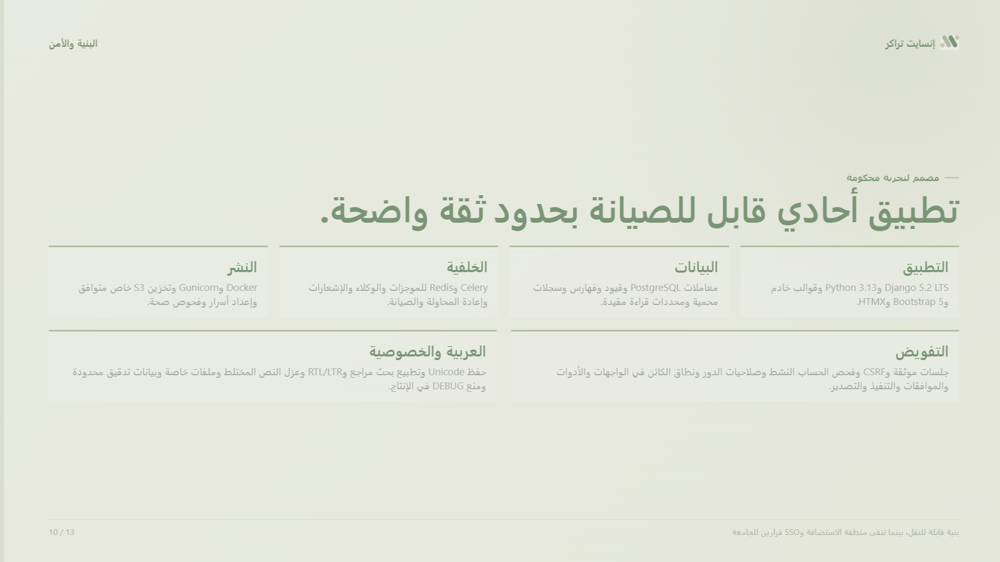 إنسايت تراكر
البنية والأمن
مصمم لتجربة محكومة
تطبيق أحادي قابل للصيانة بحدود ثقة واضحة.
التطبيق
Django 5.2 LTS وPython 3.13 وقوالب خادم
وBootstrap 5 وHTMX.
البيانات
معاملات PostgreSQL وقيود وفهارس وسجلات
محمية ومحددات قراءة مقيدة.
الخلفية
Celery وRedis للموجزات والوكلاء والإشعارات
وإعادة المحاولة والصيانة.
النشر
Docker وGunicorn وتخزين S3 خاص متوافق
وإعداد أسرار وفحوص صحة.
التفويض
جلسات موثقة وCSRF وفحص الحساب النشط وصلاحيات الدور ونطاق الكائن في الواجهات والأدوات
والموافقات والتنفيذ والتصدير.
العربية والخصوصية
حفظ Unicode وتطبيع بحث مراجع وRTL/LTR وعزل النص المختلط وملفات خاصة وبيانات تدقيق محدودة
ومنع DEBUG في الإنتاج.
بنية قابلة للنقل، بينما تبقى منطقة الاستضافة وSSO قرارين للجامعة
10 / 13